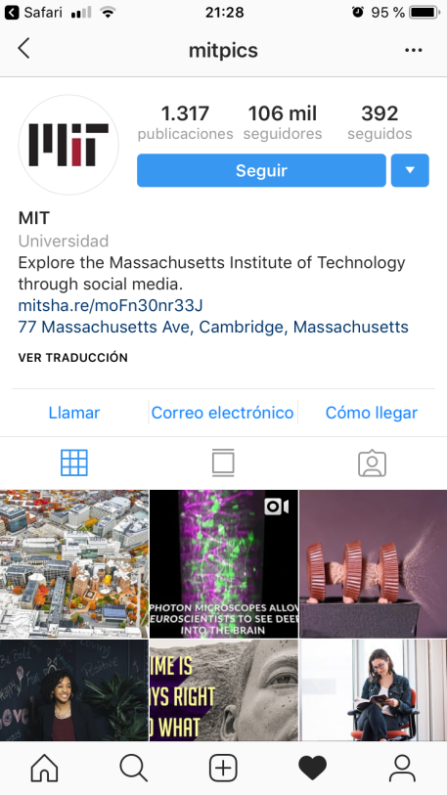 Safari 21:28 95 %
mitpics
MIT
1.317 106 mil 392
publicaciones seguidores seguidos
Seguir
MIT
Universidad
Explore the Massachusetts Institute of Technology
through social media.
mitsha.re/moFn30nr33J
77 Massachusetts Ave, Cambridge, Massachusetts
VER TRADUCCIÓN
Llamar Correo electrónico Cómo llegar
PHOTON MICROSCOPES ALLOW
EUROSCIENTISTS TO SEE DEE
INTO THE BRAIN
IME IS
YS RIGHT
WHAT